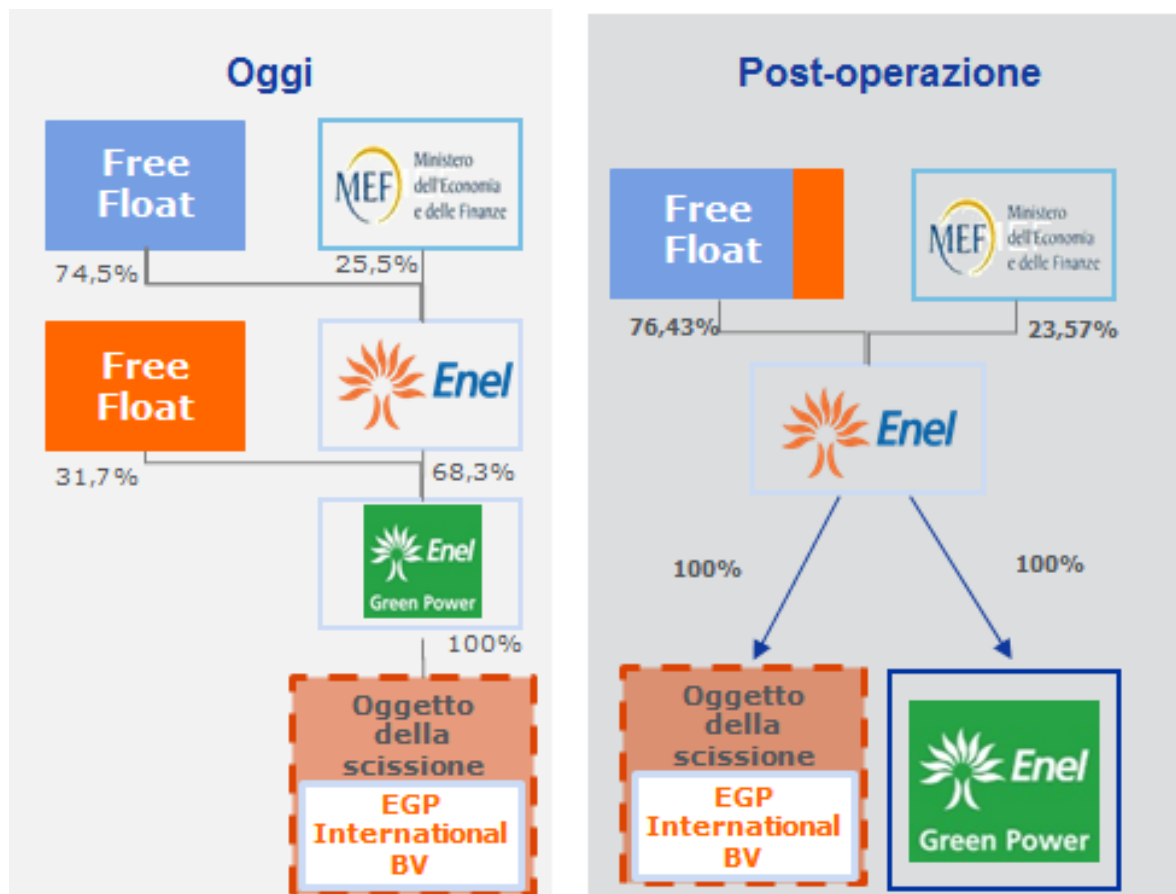 Oggi
Free
Float
MEF
Ministero
dell'Economia
e delle Finanze
74,5%
25,5%
Free
Float
Enel
31,7%
68,3%
Enel
Green Power
100%
Oggetto
della
scissione
EGP
International
BV
Post-operazione
Free
Float
MEF
Ministero
dell'Economia
e delle Finanze
76,43%
23,57%
Enel
100%
100%
Oggetto
della
scissione
EGP
International
BV
Enel
Green Power